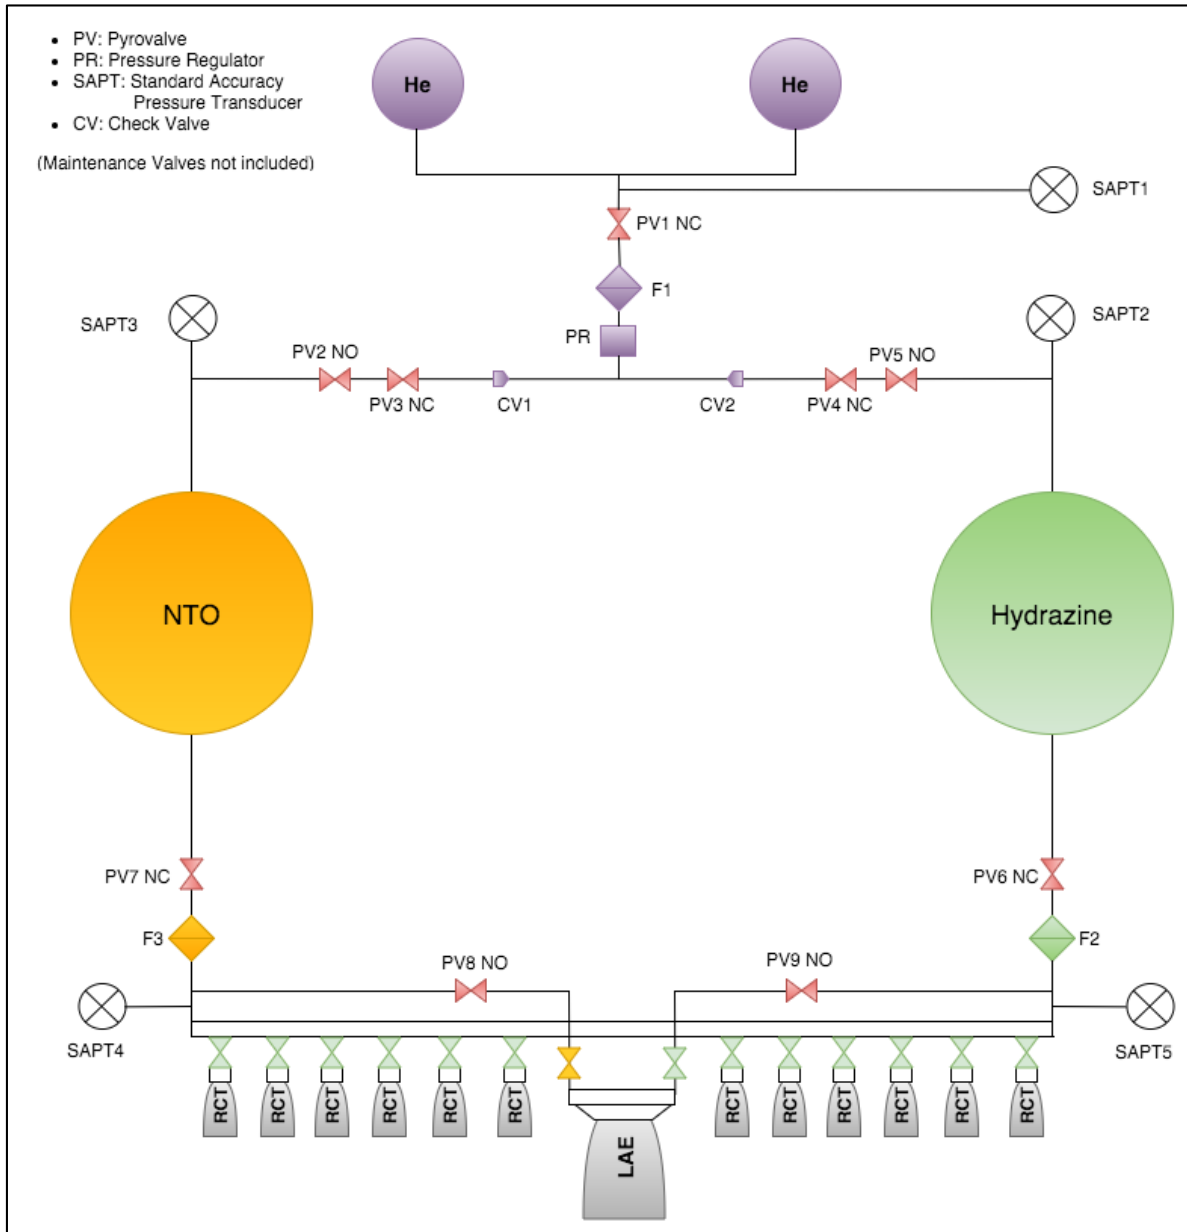 • PV: Pyrovalve
• PR: Pressure Regulator
• SAPT: Standard Accuracy
Pressure Transducer
• CV: Check Valve
(Maintenance Valves not included)
He
He
SAPT1
PV1 NC
F1
SAPT3
SAPT2
PR
PV2 NO
PV5 NO
PV3 NC
CV1
CV2
PV4 NC
NTO
Hydrazine
PV7 NC
PV6 NC
F3
F2
PV8 NO
PV9 NO
SAPT4
SAPT5
RCT
RCT
RCT
RCT
RCT
RCT
LAE
RCT
RCT
RCT
RCT
RCT
RCT